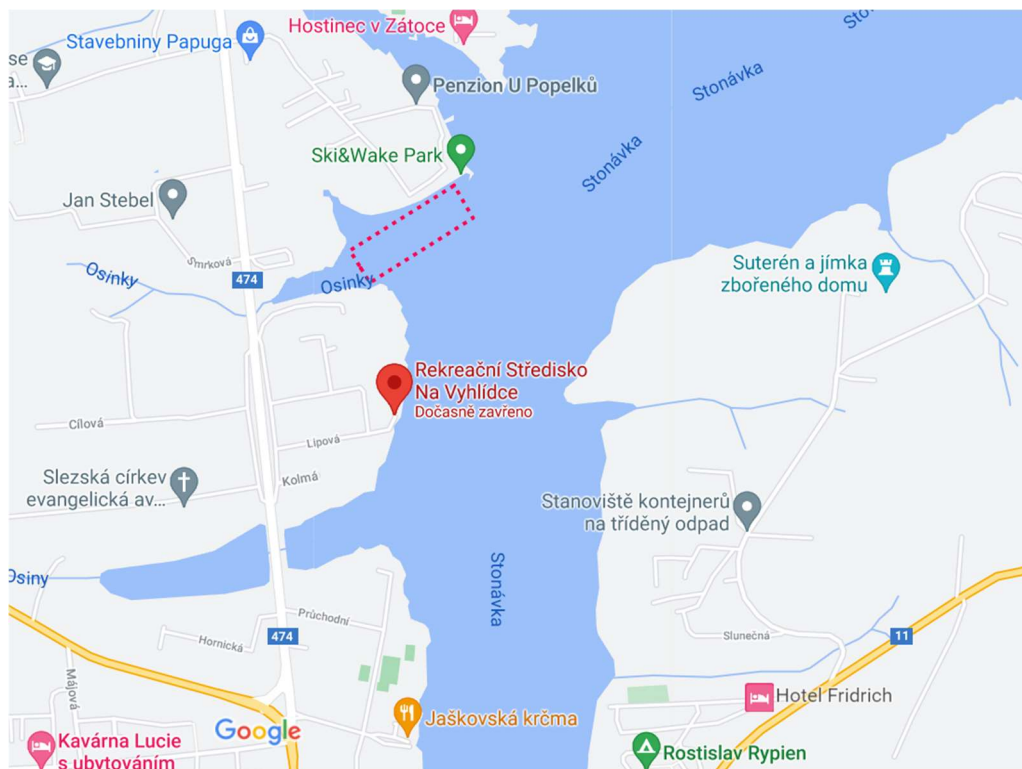 Hostinec v Zátoce
Sto
Stavebniny Papuga
se
a...
Penzion U Popelků
Stonávka
Ski&Wake Park
Stonávka
Jan Stebel
Smrková
Osinky
474
Osinky
Suterén a jímka
zbořeného domu
Rekreační Středisko
Na Vyhlídce
Dočasně zavřeno
Cílová
Lipová
Kolmá
Slezská církev
evangelická av...
Stanoviště kontejnerů
na tříděný odpad
Stonávka
Osiny
Průchodní
Hornická
474
Slunečná
11
Májová
Hotel Fridrich
Jaškovská krčma
Google
Kavárna Lucie
s ubytováním
Rostislav Rypien